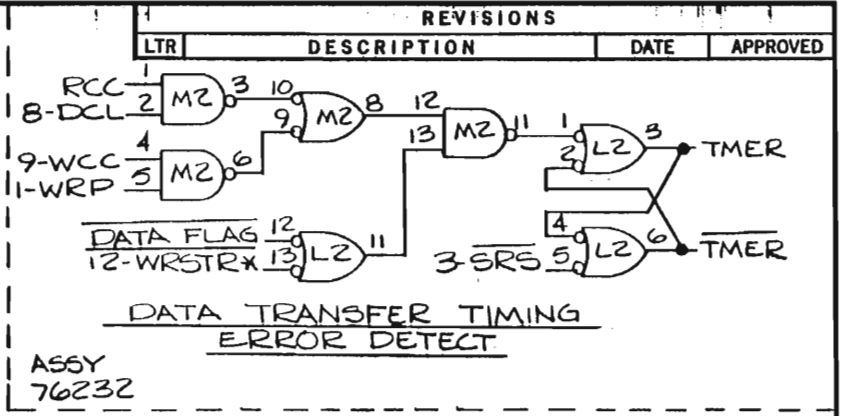 REVISIONS
LTR DESCRIPTION DATE APPROVED
RCC 1
8-DCL 2
M2 3
10
9
M2 8
12
13
M2 11
1
2
L2 3
TMER
9-WCC 4
1-WRP 5
M2 6
DATA FLAG 12
12-WRSTR* 13
L2 11
3-SRS 5
4
L2 6
TMER
DATA TRANSFER TIMING
ERROR DETECT
ASSY
76232